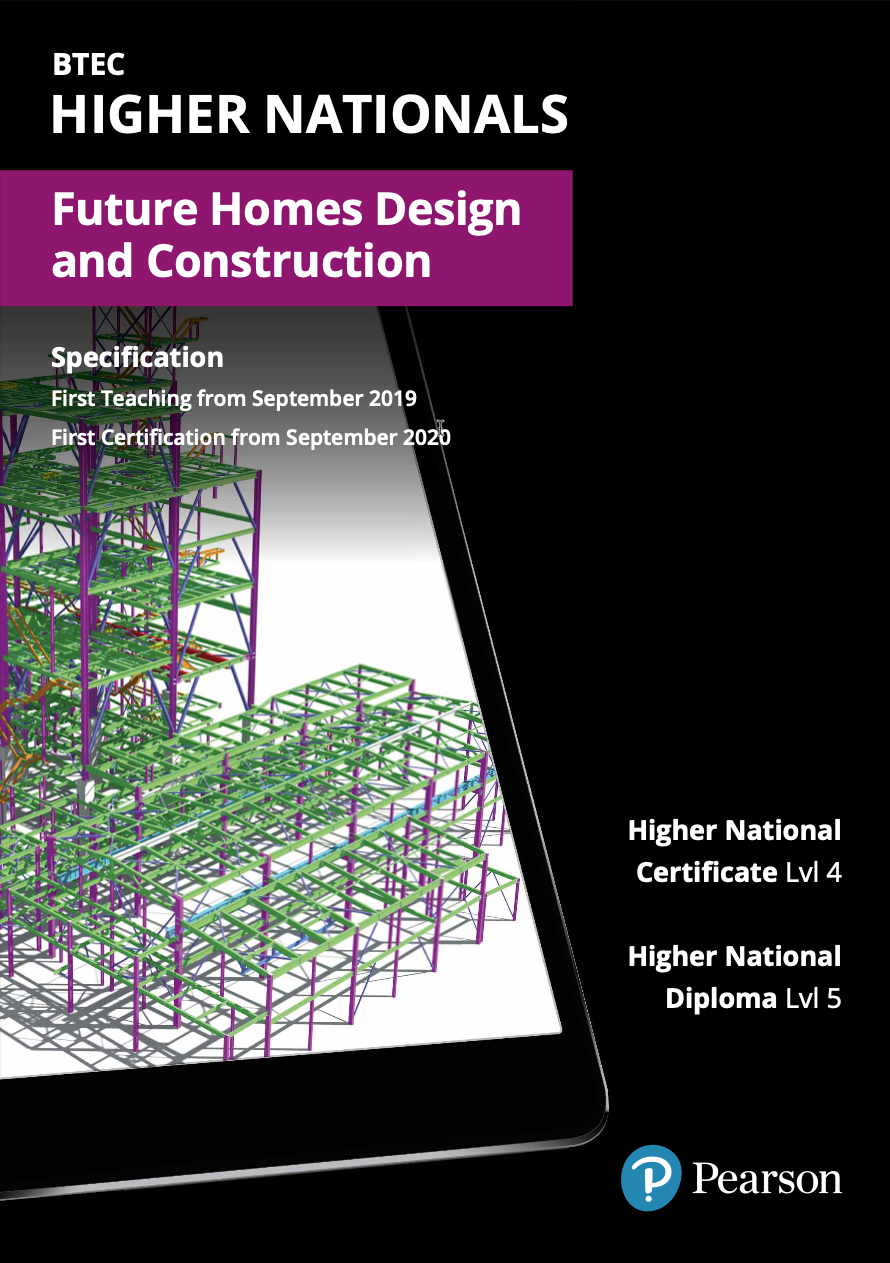 BTEC
HIGHER NATIONALS
Future Homes Design
and Construction
Specification
First Teaching from September 2019
First Certification from September 2020
Higher National
Certificate Lvl 4
Higher National
Diploma Lvl 5
Pearson